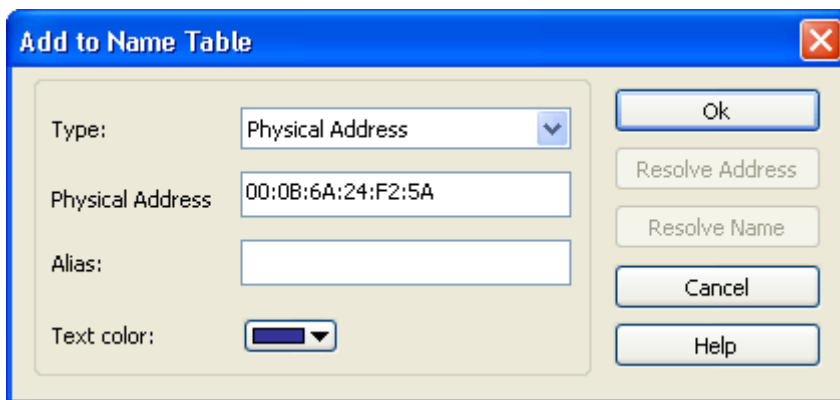 Add to Name Table
Type:
Physical Address
Physical Address
00:0B:6A:24:F2:5A
Alias:
Text color:
Ok
Resolve Address
Resolve Name
Cancel
Help